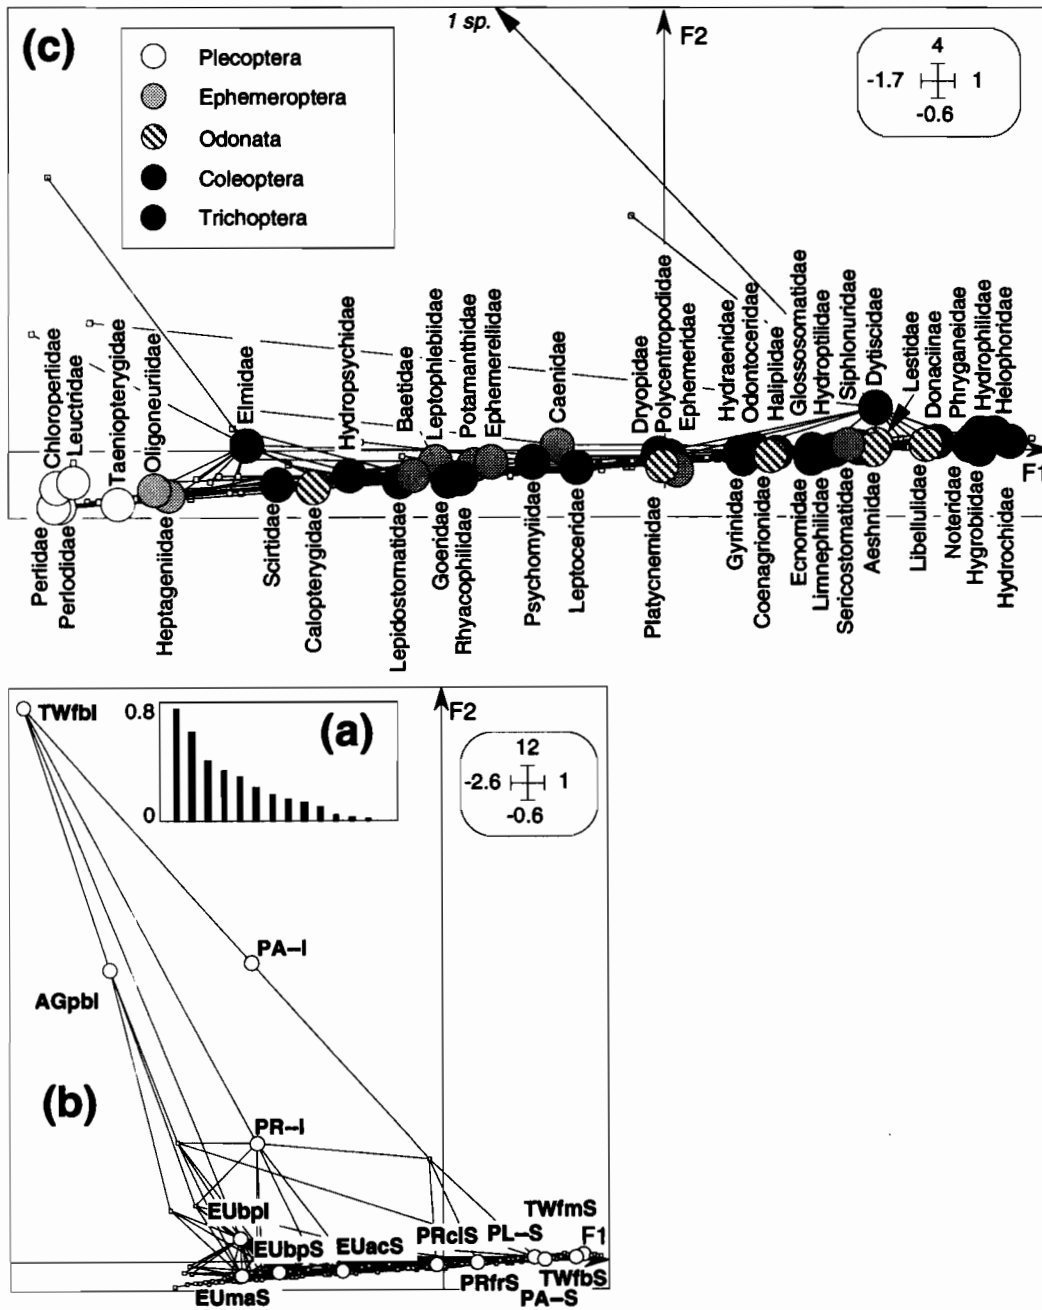 (c)
1 sp.
F2
Plecoptera
Ephemeroptera
Odonata
Coleoptera
Trichoptera
4
-1.7
1
-0.6
Chloroperlidae
Leuctridae
Taeniopterygidae
Oligoneuriidae
Elmidae
Hydropsychidae
Baetidae
Leptophlebiidae
Potamanthidae
Ephemerellidae
Caenidae
Dryopidae
Polycentropodidae
Ephemeridae
Hydraenidae
Odontoceridae
Haliplidae
Glossosomatidae
Hydroptilidae
Siphlonuridae
Dytiscidae
Lestidae
Donaciinae
Phryganeidae
Hydrophilidae
Helophoridae
F1
Perlidae
Perlodidae
Heptageniidae
Scirtidae
Calopterygidae
Lepidostomatidae
Goeridae
Rhyacophilidae
Psychomyiidae
Leptoceridae
Platycnemidae
Gyrinidae
Coenagrionidae
Ecnomidae
Limnephilidae
Sericostomatidae
Aeshnidae
Libellulidae
Noteridae
Hygrobiidae
Hydrochidae
TWfbl
0.8
(a)
0
F2
12
-2.6
1
-0.6
PA–I
AGpbl
(b)
PR–I
EUbpl
EUbpS
EUacS
PRclS
PL–S
TWfmS
F1
EUmaS
PRfrS
TWfbS
PA–S